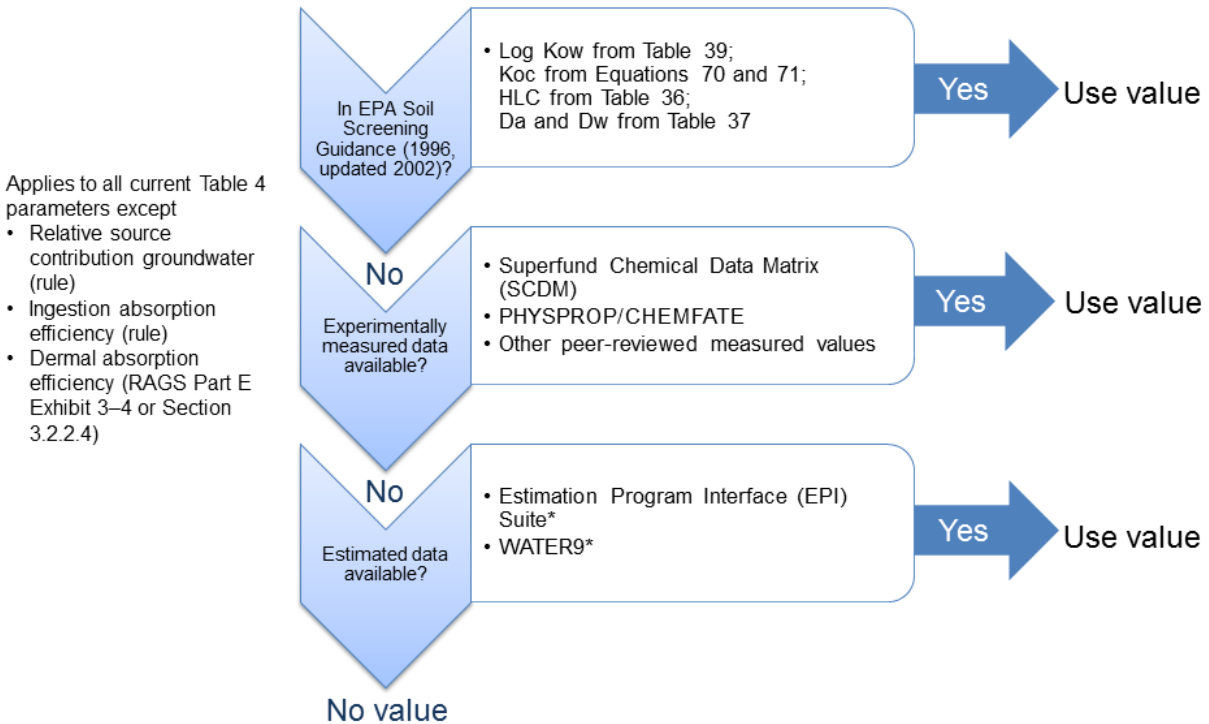 Applies to all current Table 4
parameters except
• Relative source
contribution groundwater
(rule)
• Ingestion absorption
efficiency (rule)
• Dermal absorption
efficiency (RAGS Part E
Exhibit 3–4 or Section
3.2.2.4)
In EPA Soil
Screening
Guidance (1996,
updated 2002)?
• Log Kow from Table 39;
Koc from Equations 70 and 71;
HLC from Table 36;
Da and Dw from Table 37
Yes
Use value
No
Experimentally
measured data
available?
• Superfund Chemical Data Matrix
(SCDM)
• PHYSPROP/CHEMFATE
• Other peer-reviewed measured values
Yes
Use value
No
Estimated data
available?
• Estimation Program Interface (EPI)
Suite*
• WATER9*
Yes
Use value
No value